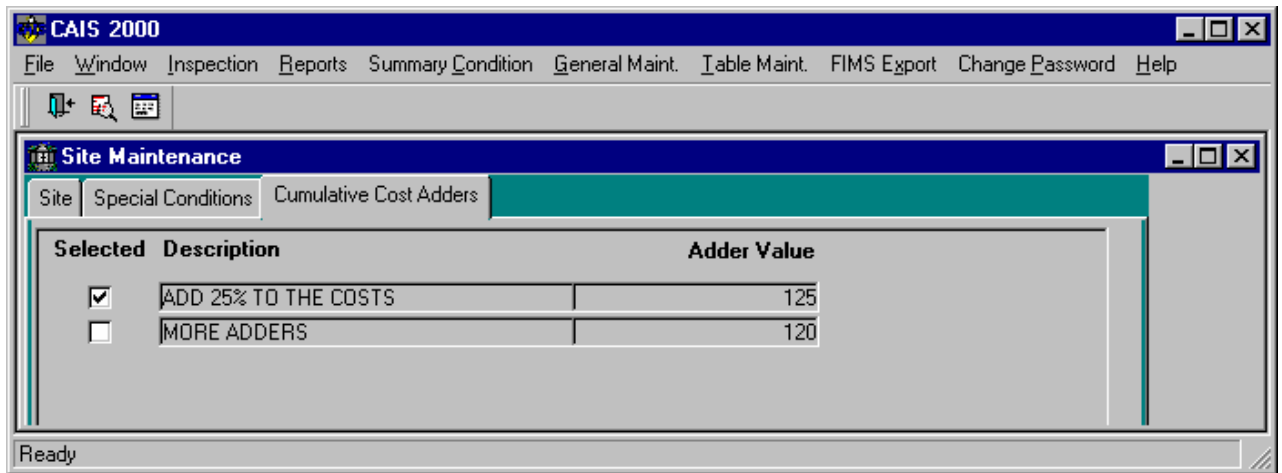 CAIS 2000
File Window Inspection Reports Summary Condition General Maint. Table Maint. FIMS Export Change Password Help
Site Maintenance
Site Special Conditions Cumulative Cost Adders
Selected Description Adder Value
ADD 25% TO THE COSTS 125
MORE ADDERS 120
Ready